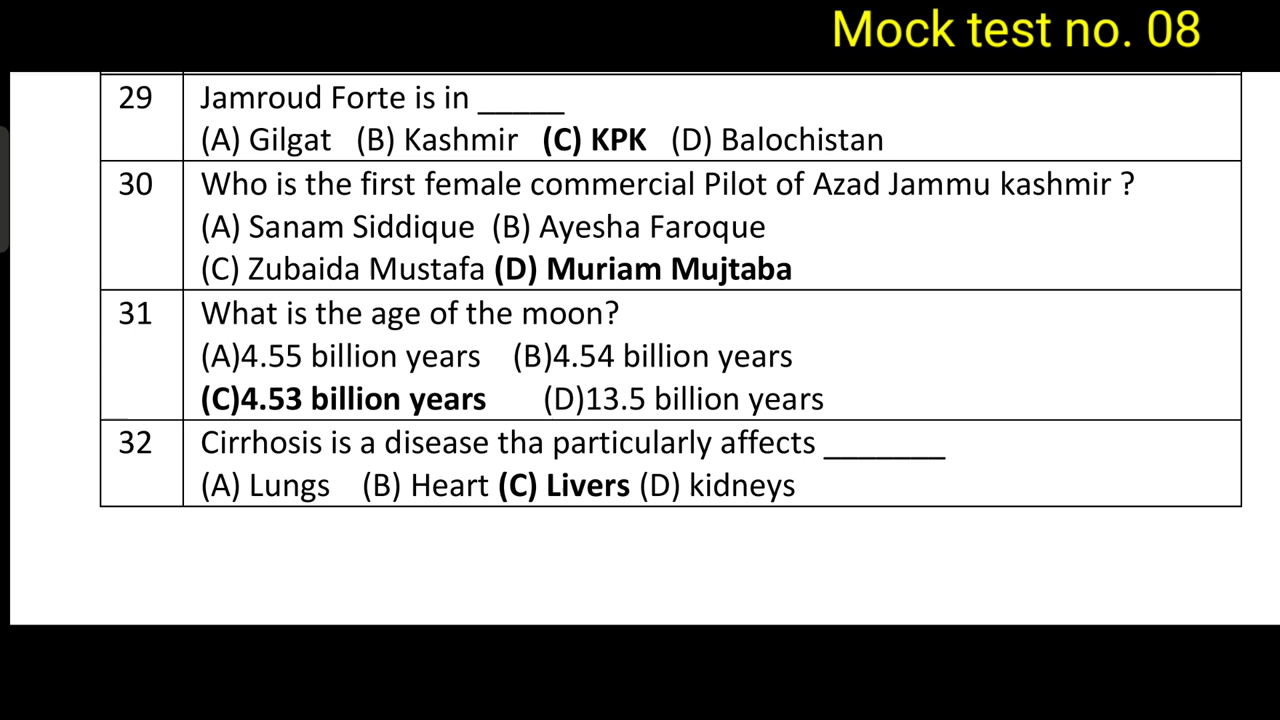 Mock test no. 08
29 Jamroud Forte is in _____
(A) Gilgat (B) Kashmir (C) KPK (D) Balochistan
30 Who is the first female commercial Pilot of Azad Jammu kashmir ?
(A) Sanam Siddique (B) Ayesha Faroque
(C) Zubaida Mustafa (D) Muriam Mujtaba
31 What is the age of the moon?
(A)4.55 billion years (B)4.54 billion years
(C)4.53 billion years (D)13.5 billion years
32 Cirrhosis is a disease tha particularly affects _______
(A) Lungs (B) Heart (C) Livers (D) kidneys